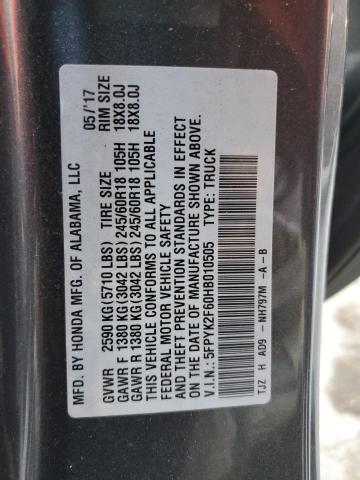 MFD. BY HONDA MFG. OF ALABAMA, LLC 05/'17
GVWR 2590 KG(5710 LBS) TIRE SIZE RIM SIZE
GAWR F 1380 KG(3042 LBS) 245/60R18 105H 18X8.0J
GAWR R 1380 KG(3042 LBS) 245/60R18 105H 18X8.0J
THIS VEHICLE CONFORMS TO ALL APPLICABLE
FEDERAL MOTOR VEHICLE SAFETY
AND THEFT PREVENTION STANDARDS IN EFFECT
ON THE DATE OF MANUFACTURE SHOWN ABOVE.
V.I.N.: 5FPYK2F60HB010505 TYPE: TRUCK
TJZ H A09 -NH797M -A -B